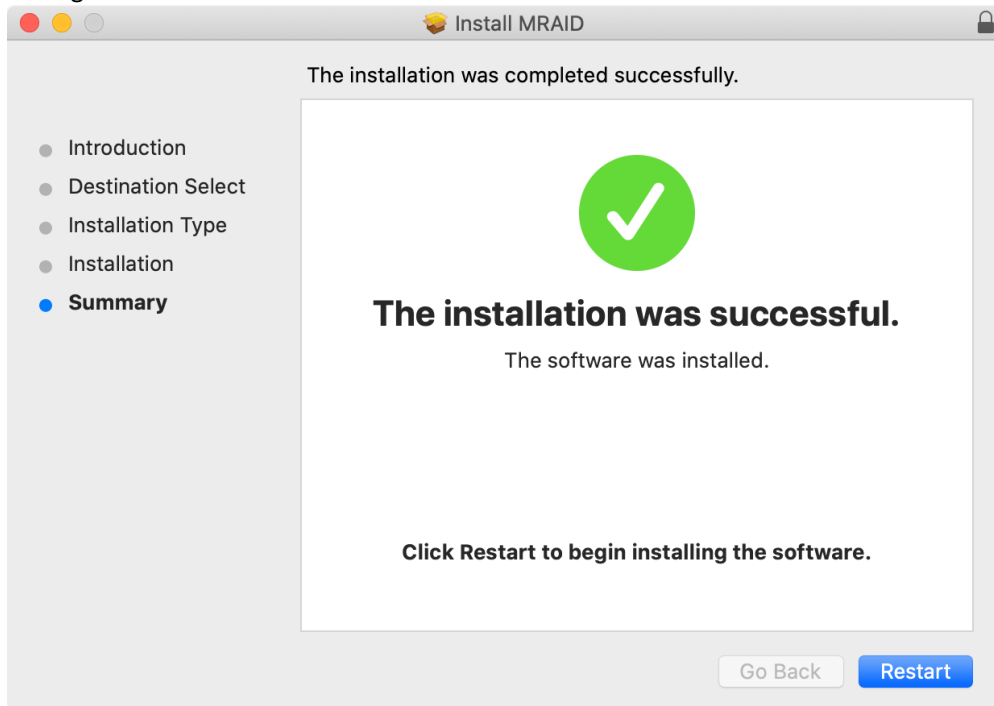 Install MRAID
The installation was completed successfully.
Introduction
Destination Select
Installation Type
Installation
Summary
The installation was successful.
The software was installed.
Click Restart to begin installing the software.
Go Back
Restart